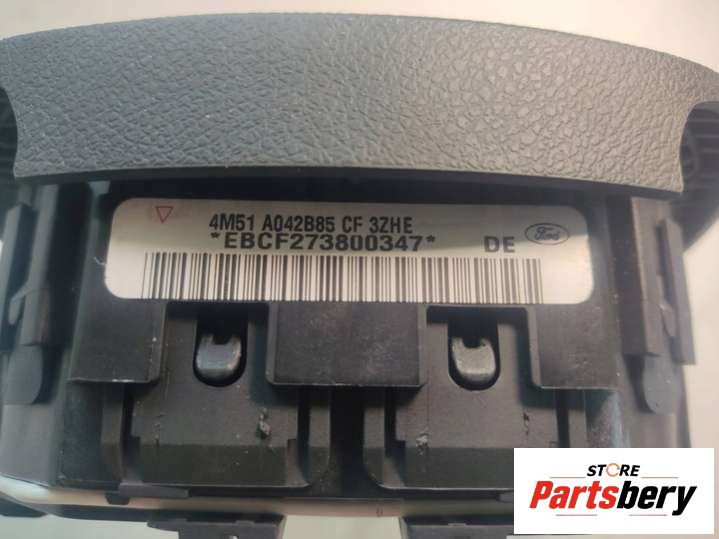 4M51 A042B85 CF 3ZHE
*EBCF273800347*
DE Ford
STORE
Partsbery